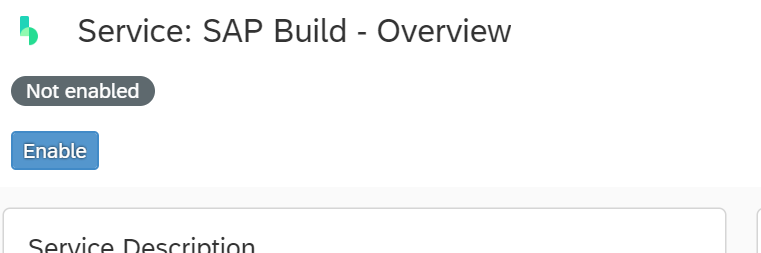 Service: SAP Build - Overview
Not enabled
Enable
Service Description